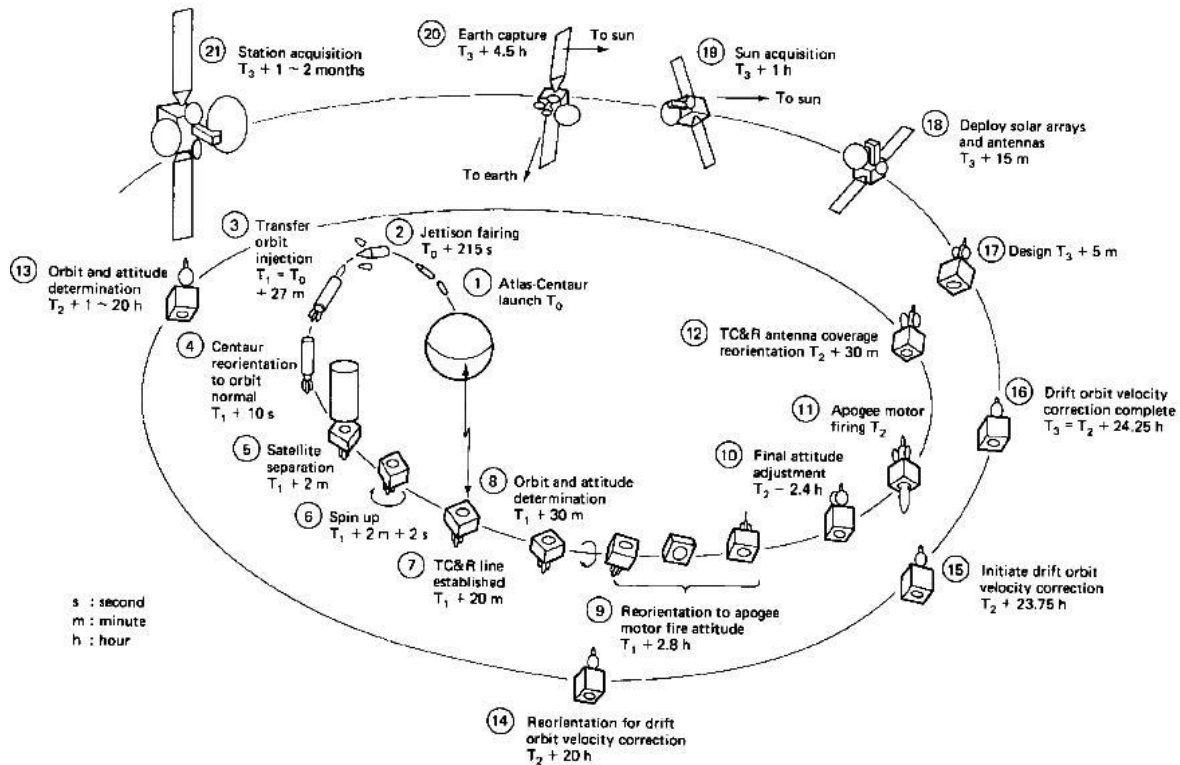 21 Station acquisition
T3 + 1 ~ 2 months
20 Earth capture
T3 + 4.5 h
To sun
To earth
19 Sun acquisition
T3 + 1 h
To sun
18 Deploy solar arrays
and antennas
T3 + 15 m
17 Design T3 + 5 m
3 Transfer
orbit
injection
T1 = T0
+ 27 m
2 Jettison fairing
T0 + 215 s
1 Atlas-Centaur
launch T0
13 Orbit and attitude
determination
T2 + 1 ~ 20 h
4 Centaur
reorientation
to orbit
normal
T1 + 10 s
12 TC&R antenna coverage
reorientation T2 + 30 m
16 Drift orbit velocity
correction complete
T3 = T2 + 24.25 h
11 Apogee motor
firing T2
10 Final attitude
adjustment
T2 − 2.4 h
5 Satellite
separation
T1 + 2 m
6 Spin up
T1 + 2 m + 2 s
8 Orbit and attitude
determination
T1 + 30 m
7 TC&R line
established
T1 + 20 m
9 Reorientation to apogee
motor fire attitude
T1 + 2.8 h
15 Initiate drift orbit
velocity correction
T2 + 23.75 h
s : second
m : minute
h : hour
14 Reorientation for drift
orbit velocity correction
T2 + 20 h